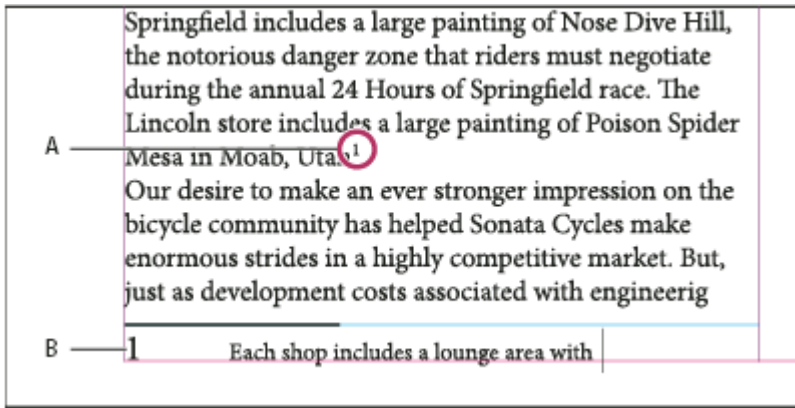 Springfield includes a large painting of Nose Dive Hill,
the notorious danger zone that riders must negotiate
during the annual 24 Hours of Springfield race. The
Lincoln store includes a large painting of Poison Spider
A Mesa in Moab, Utah¹
Our desire to make an ever stronger impression on the
bicycle community has helped Sonata Cycles make
enormous strides in a highly competitive market. But,
just as development costs associated with engineerig
B 1 Each shop includes a lounge area with